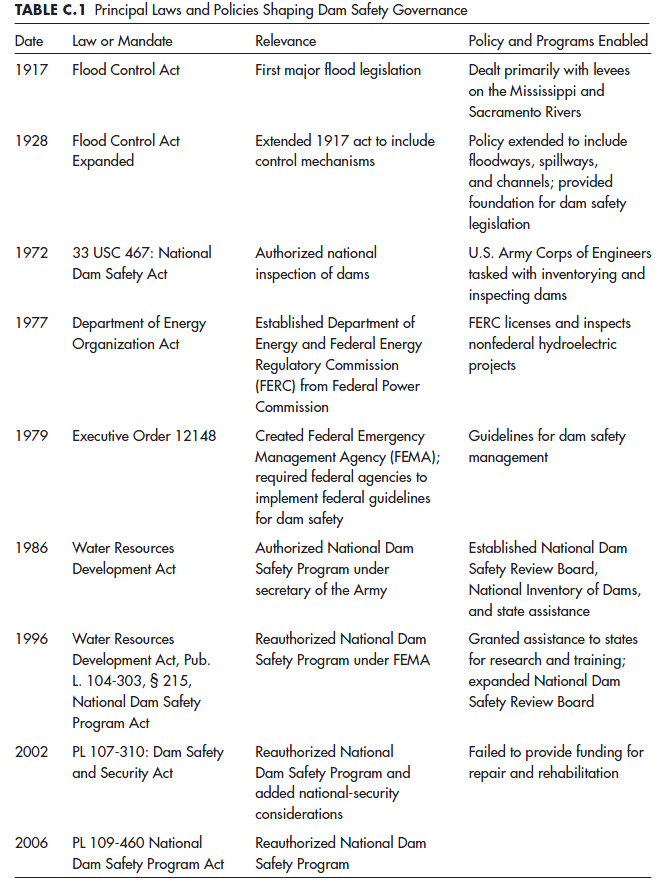 TABLE C.1 Principal Laws and Policies Shaping Dam Safety Governance
Date Law or Mandate Relevance Policy and Programs Enabled
1917 Flood Control Act First major flood legislation Dealt primarily with levees
on the Mississippi and
Sacramento Rivers
1928 Flood Control Act Extended 1917 act to include Policy extended to include
Expanded control mechanisms floodways, spillways,
and channels; provided
foundation for dam safety
legislation
1972 33 USC 467: National Authorized national U.S. Army Corps of Engineers
Dam Safety Act inspection of dams tasked with inventorying and
inspecting dams
1977 Department of Energy Established Department of FERC licenses and inspects
Organization Act Energy and Federal Energy nonfederal hydroelectric
Regulatory Commission projects
(FERC) from Federal Power
Commission
1979 Executive Order 12148 Created Federal Emergency Guidelines for dam safety
Management Agency (FEMA); management
required federal agencies to
implement federal guidelines
for dam safety
1986 Water Resources Authorized National Dam Established National Dam
Development Act Safety Program under Safety Review Board,
secretary of the Army National Inventory of Dams,
and state assistance
1996 Water Resources Reauthorized National Dam Granted assistance to states
Development Act, Pub. Safety Program under FEMA for research and training;
L. 104-303, § 215, expanded National Dam
National Dam Safety Safety Review Board
Program Act
2002 PL 107-310: Dam Safety Reauthorized National Failed to provide funding for
and Security Act Dam Safety Program and repair and rehabilitation
added national-security
considerations
2006 PL 109-460 National Reauthorized National Dam
Dam Safety Program Act Safety Program